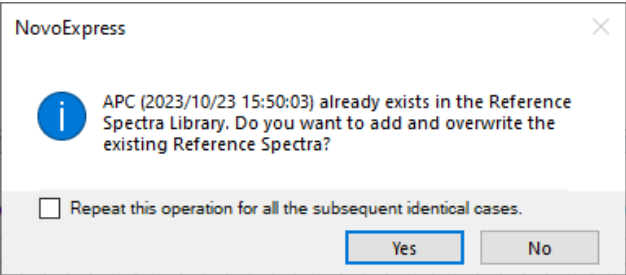 NovoExpress
APC (2023/10/23 15:50:03) already exists in the Reference
Spectra Library. Do you want to add and overwrite the
existing Reference Spectra?
Repeat this operation for all the subsequent identical cases.
Yes
No